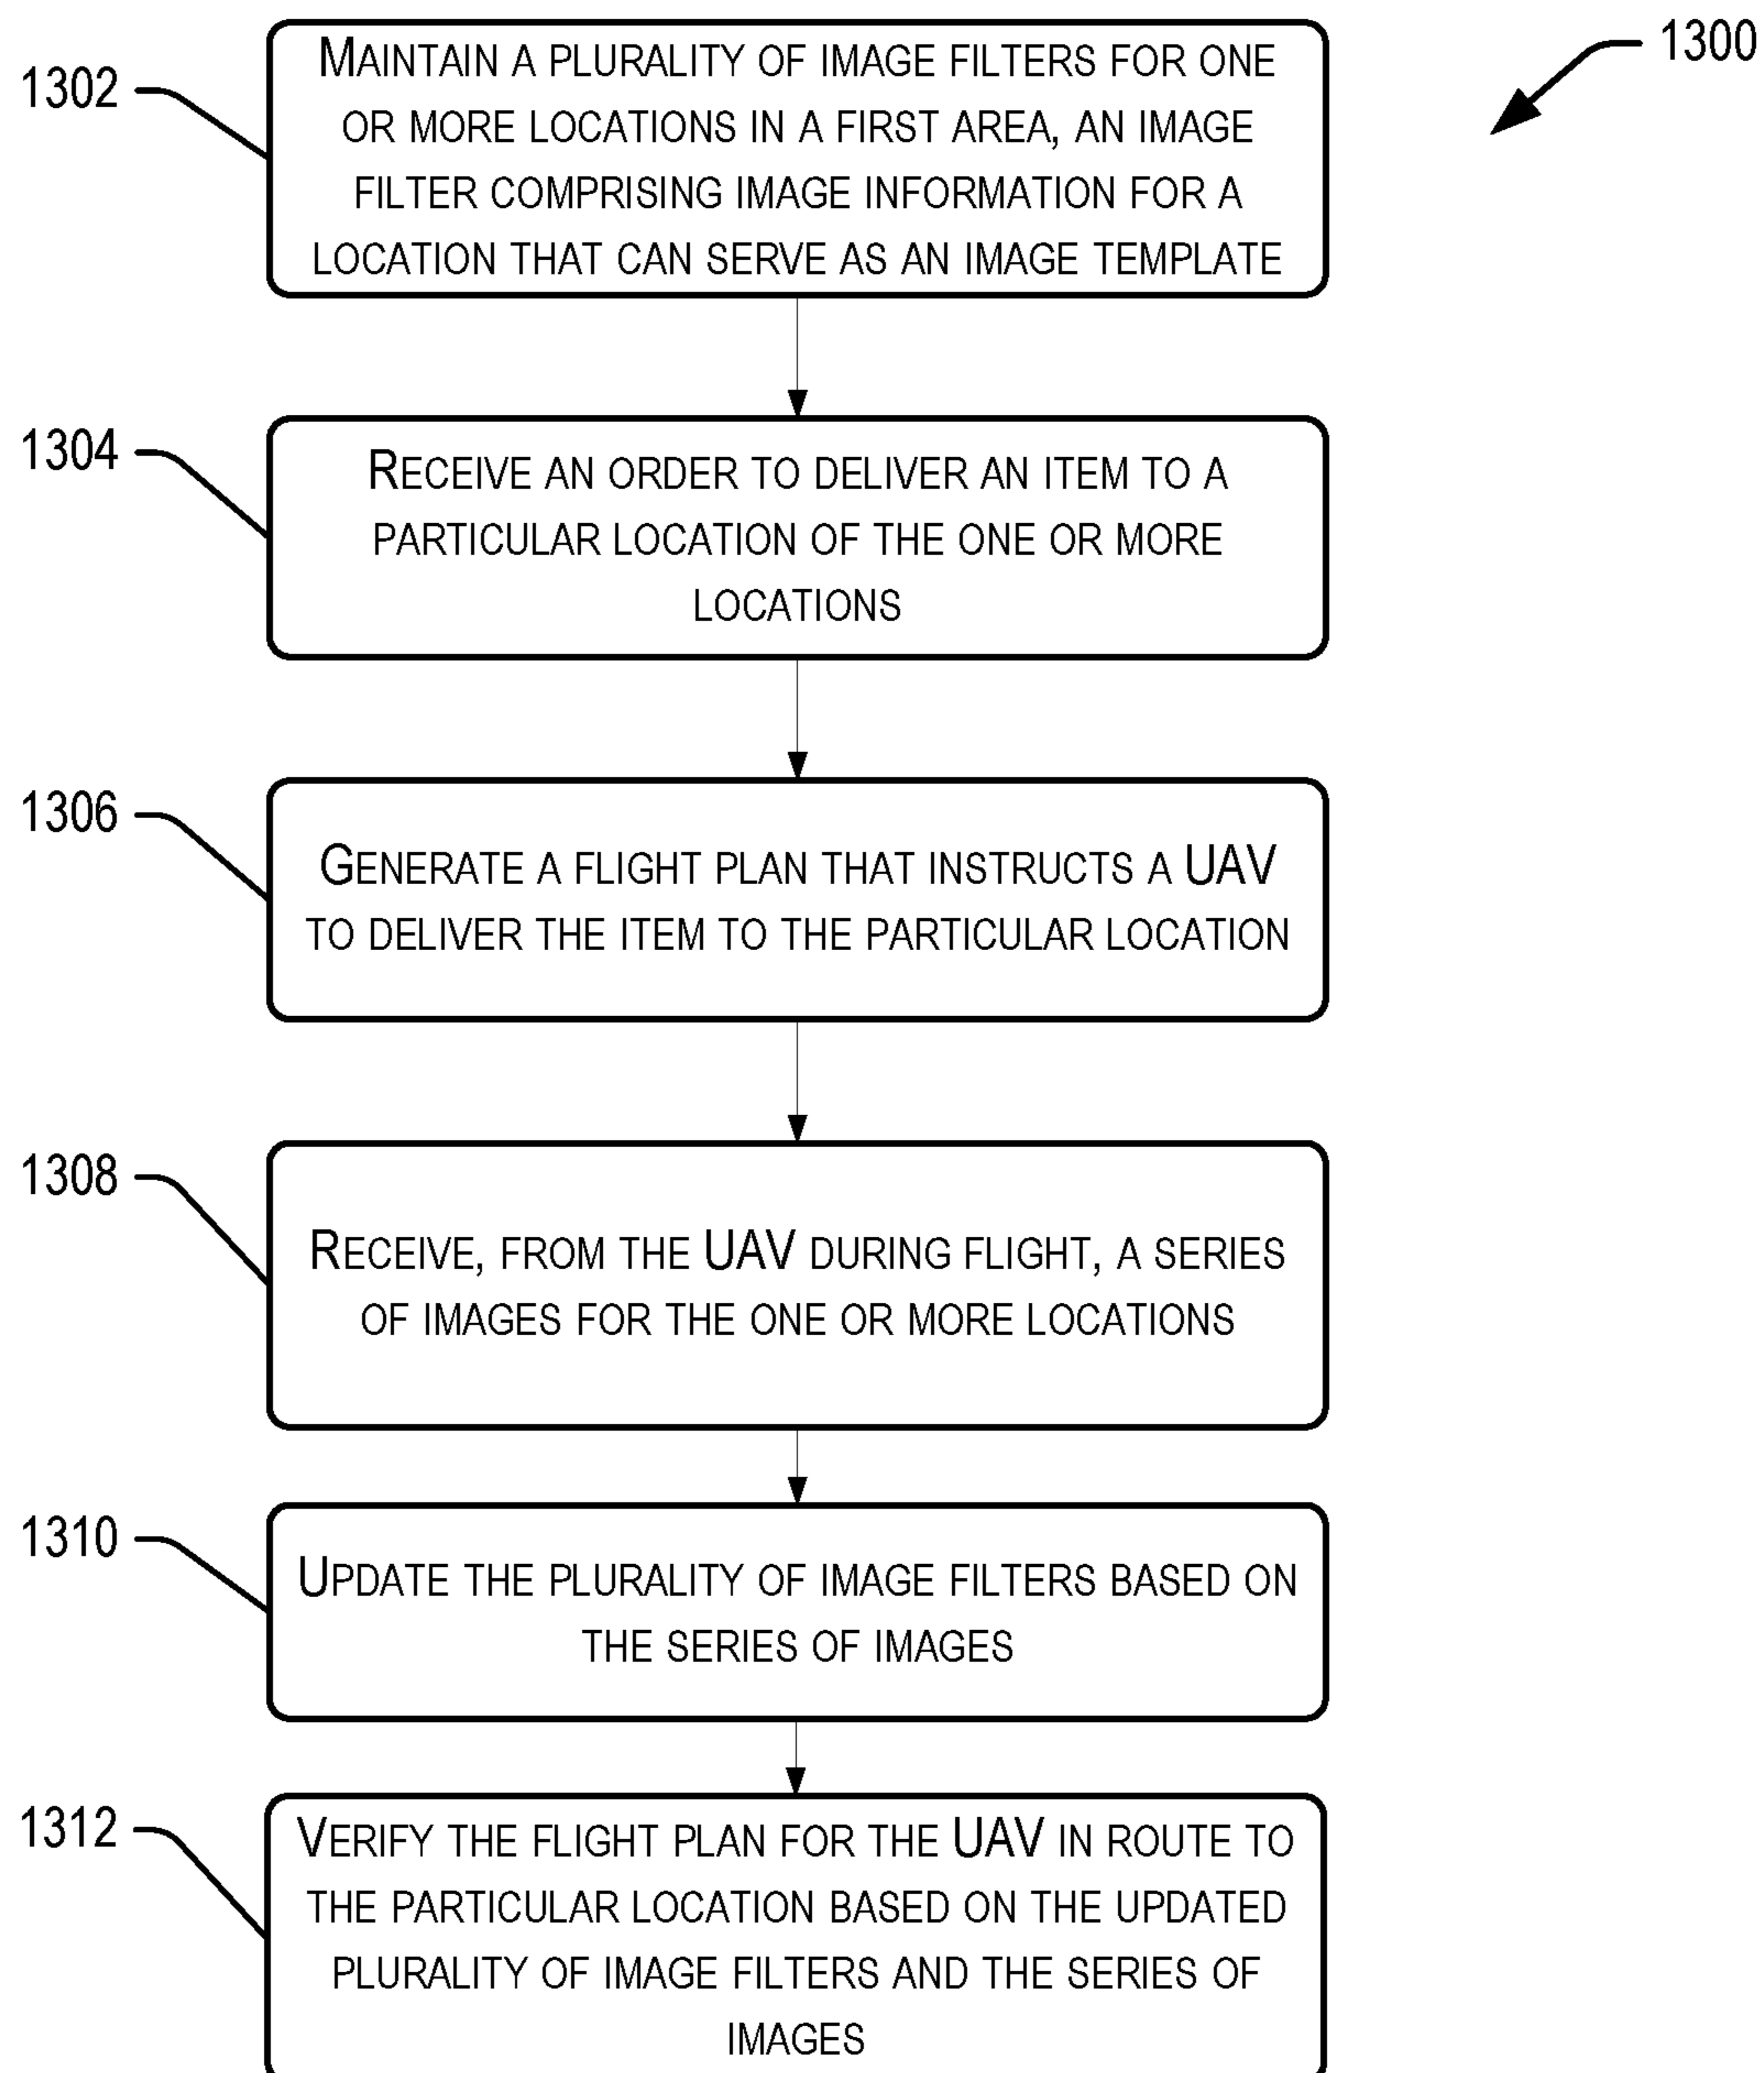 1300
1302
MAINTAIN A PLURALITY OF IMAGE FILTERS FOR ONE
OR MORE LOCATIONS IN A FIRST AREA, AN IMAGE
FILTER COMPRISING IMAGE INFORMATION FOR A
LOCATION THAT CAN SERVE AS AN IMAGE TEMPLATE
1304
RECEIVE AN ORDER TO DELIVER AN ITEM TO A
PARTICULAR LOCATION OF THE ONE OR MORE
LOCATIONS
1306
GENERATE A FLIGHT PLAN THAT INSTRUCTS A UAV
TO DELIVER THE ITEM TO THE PARTICULAR LOCATION
1308
RECEIVE, FROM THE UAV DURING FLIGHT, A SERIES
OF IMAGES FOR THE ONE OR MORE LOCATIONS
1310
UPDATE THE PLURALITY OF IMAGE FILTERS BASED ON
THE SERIES OF IMAGES
1312
VERIFY THE FLIGHT PLAN FOR THE UAV IN ROUTE TO
THE PARTICULAR LOCATION BASED ON THE UPDATED
PLURALITY OF IMAGE FILTERS AND THE SERIES OF
IMAGES